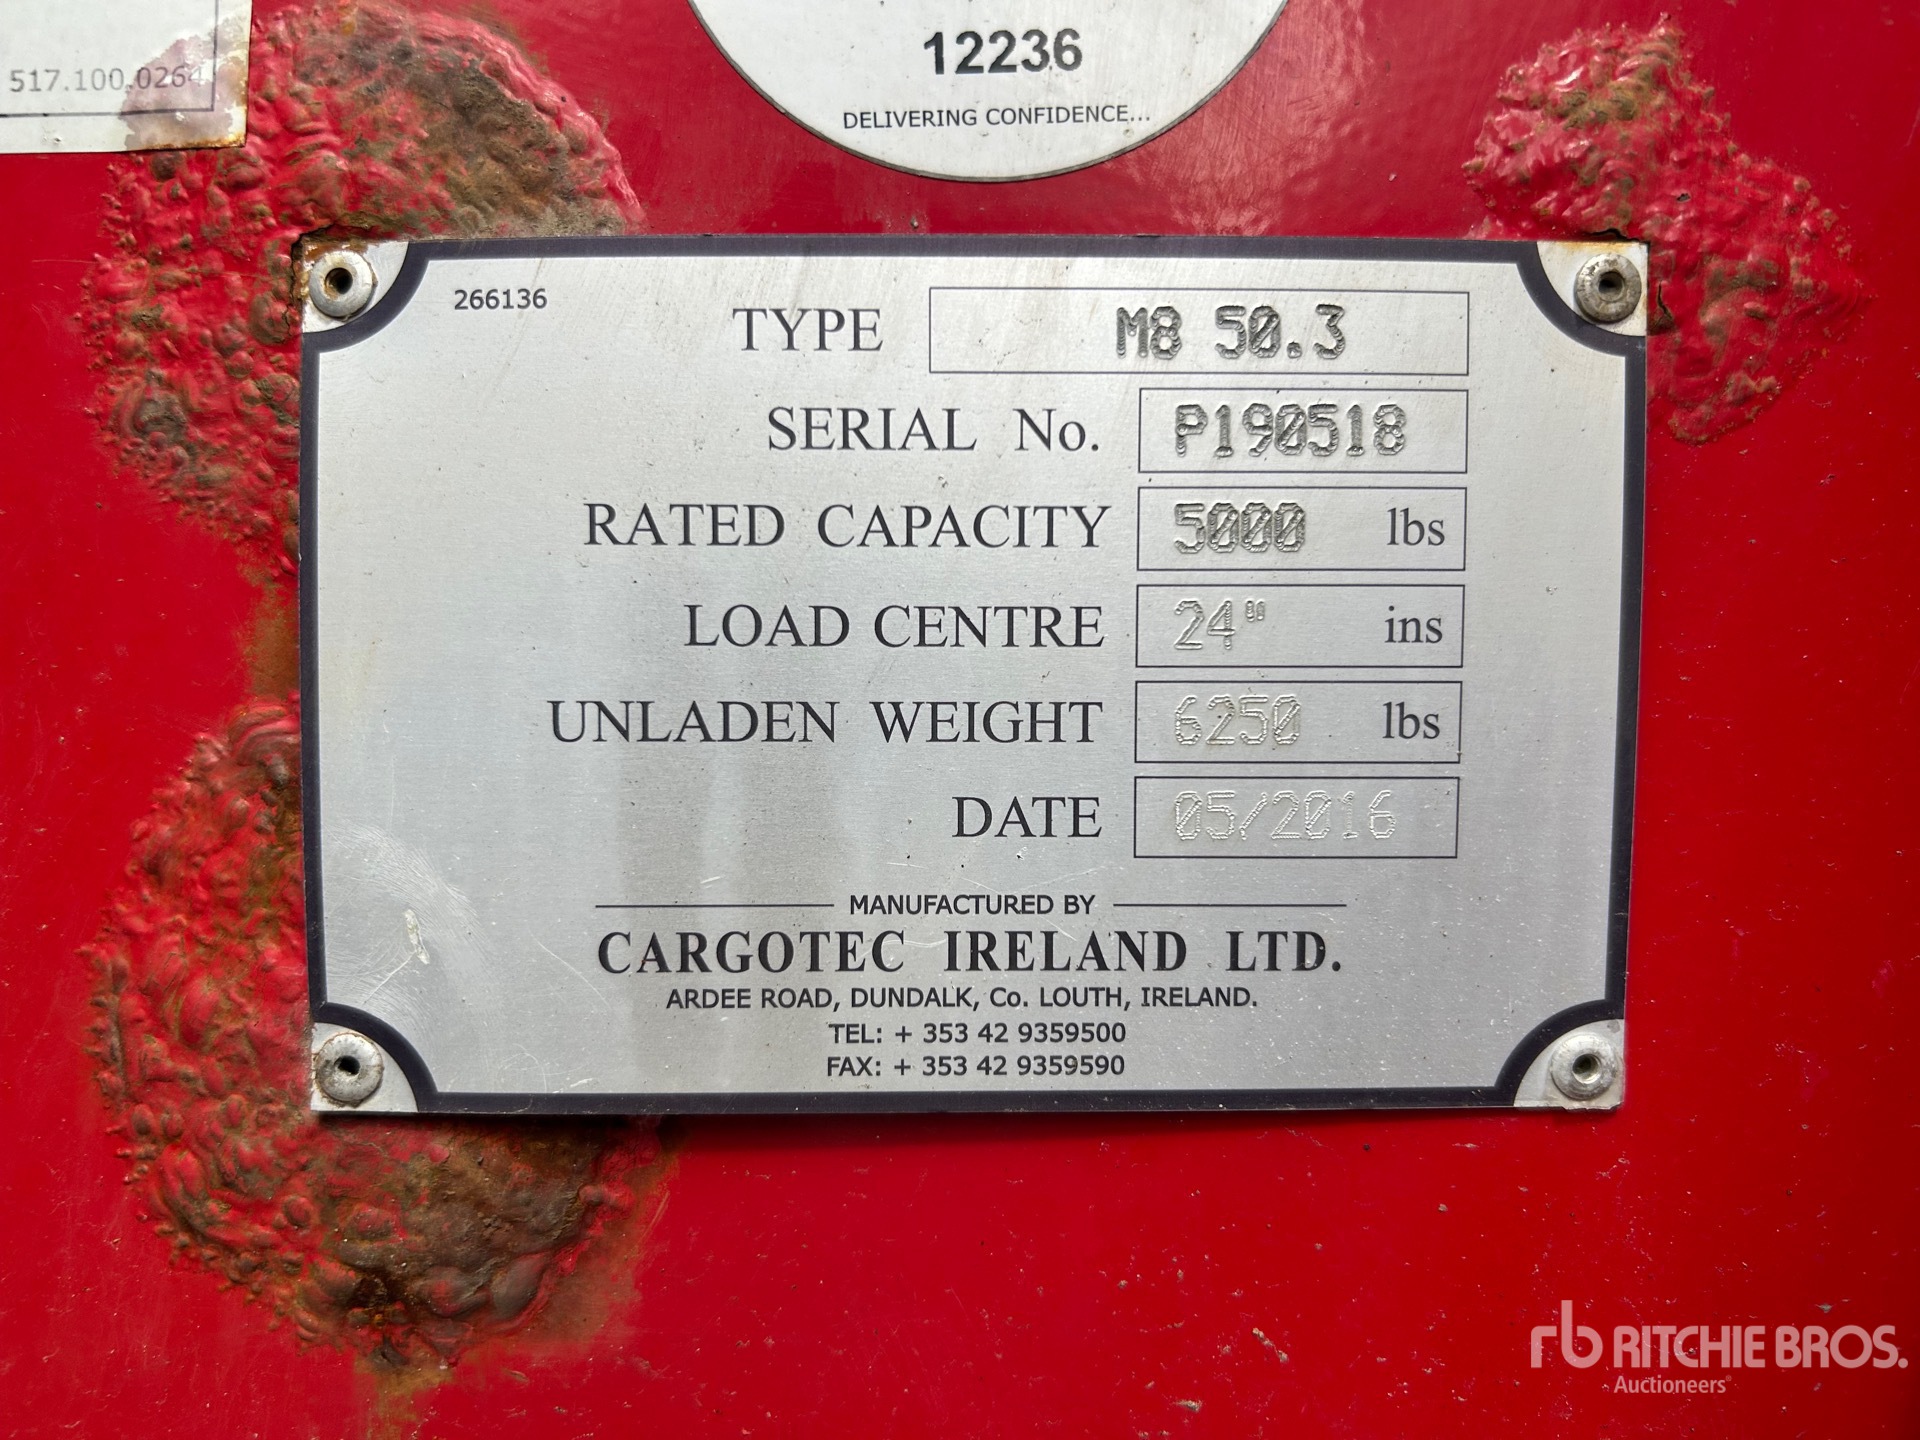 517.100.0264
12236
DELIVERING CONFIDENCE...
266136
TYPE M8 50.3
SERIAL No. P190518
RATED CAPACITY 5000 lbs
LOAD CENTRE 24" ins
UNLADEN WEIGHT 6250 lbs
DATE 05/2016
MANUFACTURED BY
CARGOTEC IRELAND LTD.
ARDEE ROAD, DUNDALK, Co. LOUTH, IRELAND.
TEL: + 353 42 9359500
FAX: + 353 42 9359590
rb RITCHIE BROS.
Auctioneers